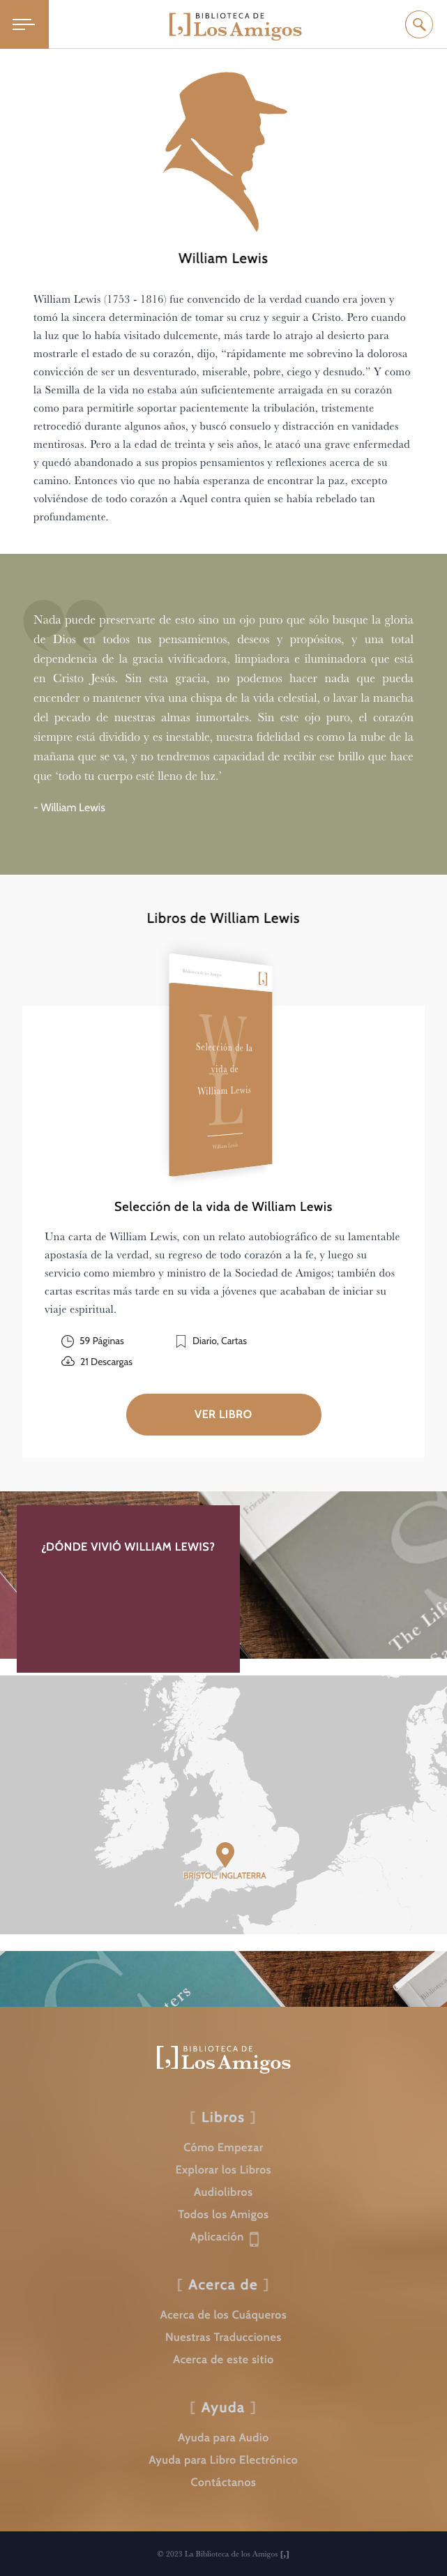 BIBLIOTECA DE
[,] Los Amigos
William Lewis
William Lewis (1753 - 1816) fue convencido de la verdad cuando era joven y
tomó la sincera determinación de tomar su cruz y seguir a Cristo. Pero cuando
la luz que lo había visitado dulcemente, más tarde lo atrajo al desierto para
mostrarle el estado de su corazón, dijo, “rápidamente me sobrevino la dolorosa
convicción de ser un desventurado, miserable, pobre, ciego y desnudo.” Y como
la Semilla de la vida no estaba aún suficientemente arraigada en su corazón
como para permitirle soportar pacientemente la tribulación, tristemente
retrocedió durante algunos años, y buscó consuelo y distracción en vanidades
mentirosas. Pero a la edad de treinta y seis años, le atacó una grave enfermedad
y quedó abandonado a sus propios pensamientos y reflexiones acerca de su
camino. Entonces vio que no había esperanza de encontrar la paz, excepto
volviéndose de todo corazón a Aquel contra quien se había rebelado tan
profundamente.
Nada puede preservarte de esto sino un ojo puro que sólo busque la gloria
de Dios en todos tus pensamientos, deseos y propósitos, y una total
dependencia de la gracia vivificadora, limpiadora e iluminadora que está
en Cristo Jesús. Sin esta gracia, no podemos hacer nada que pueda
encender o mantener viva una chispa de la vida celestial, o lavar la mancha
del pecado de nuestras almas inmortales. Sin este ojo puro, el corazón
siempre está dividido y es inestable, nuestra fidelidad es como la nube de la
mañana que se va, y no tendremos capacidad de recibir ese brillo que hace
que ‘todo tu cuerpo esté lleno de luz.’
- William Lewis
Libros de William Lewis
Biblioteca de los Amigos [,]
WL
Selección de la
vida de
William Lewis
William Lewis
Selección de la vida de William Lewis
Una carta de William Lewis, con un relato autobiográfico de su lamentable
apostasía de la verdad, su regreso de todo corazón a la fe, y luego su
servicio como miembro y ministro de la Sociedad de Amigos; también dos
cartas escritas más tarde en su vida a jóvenes que acababan de iniciar su
viaje espiritual.
59 Páginas Diario, Cartas
21 Descargas
VER LIBRO
¿DÓNDE VIVIÓ WILLIAM LEWIS?
Friends
The Life
BRISTOL, INGLATERRA
BIBLIOTECA DE
[,] Los Amigos
[ Libros ]
Cómo Empezar
Explorar los Libros
Audiolibros
Todos los Amigos
Aplicación
[ Acerca de ]
Acerca de los Cuáqueros
Nuestras Traducciones
Acerca de este sitio
[ Ayuda ]
Ayuda para Audio
Ayuda para Libro Electrónico
Contáctanos
© 2023 La Biblioteca de los Amigos [,]